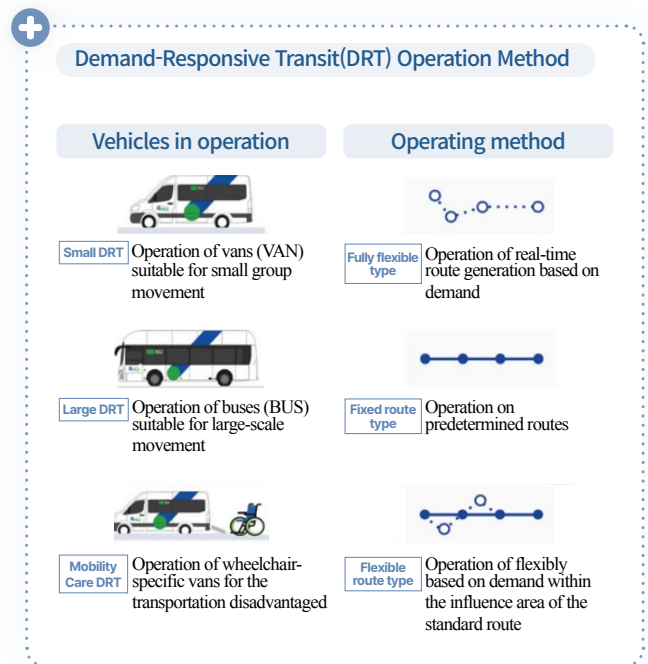 Demand-Responsive Transit(DRT) Operation Method
Vehicles in operation
Small DRT
Operation of vans (VAN)
suitable for small group
movement
Large DRT
Operation of buses (BUS)
suitable for large-scale
movement
Mobility
Care DRT
Operation of wheelchair-
specific vans for the
transportation disadvantaged
Operating method
Fully flexible
type
Operation of real-time
route generation based on
demand
Fixed route
type
Operation on
predetermined routes
Flexible
route type
Operation of flexibly
based on demand within
the influence area of the
standard route